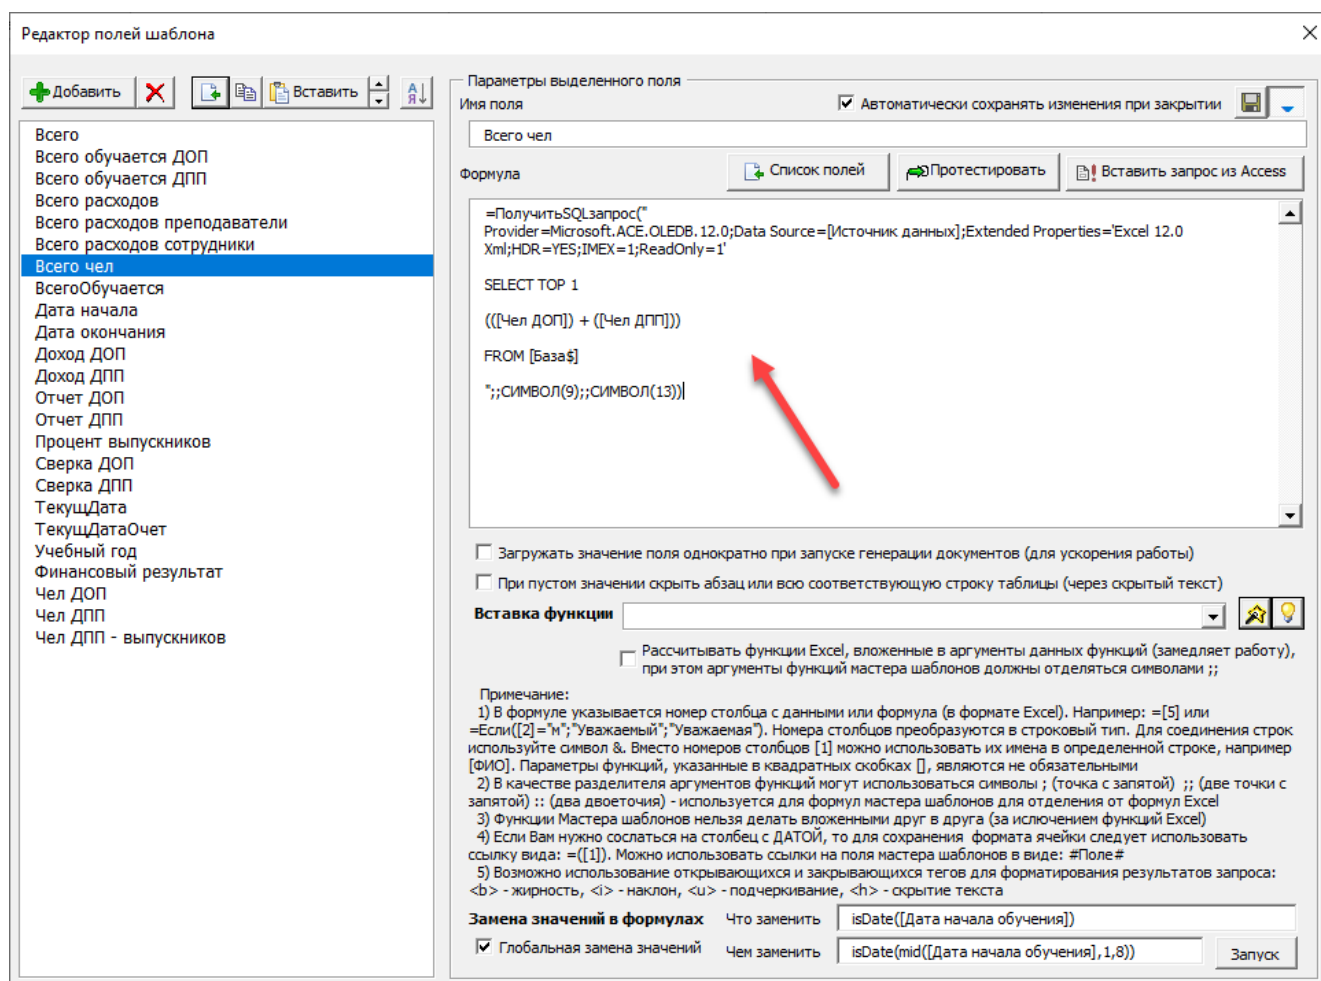 Редактор полей шаблона
Добавить
Вставить
А
Я
Всего
Всего обучается ДОП
Всего обучается ДПП
Всего расходов
Всего расходов преподаватели
Всего расходов сотрудники
Всего чел
ВсегоОбучается
Дата начала
Дата окончания
Доход ДОП
Доход ДПП
Отчет ДОП
Отчет ДПП
Процент выпускников
Сверка ДОП
Сверка ДПП
ТекущДата
ТекущДатаОчет
Учебный год
Финансовый результат
Чел ДОП
Чел ДПП
Чел ДПП - выпускников
Параметры выделенного поля
Имя поля
Автоматически сохранять изменения при закрытии
Всего чел
Формула
Список полей
Протестировать
Вставить запрос из Access
=ПолучитьSQLзапрос("
Provider=Microsoft.ACE.OLEDB.12.0;Data Source=[Источник данных];Extended Properties='Excel 12.0
Xml;HDR=YES;IMEX=1;ReadOnly=1'
SELECT TOP 1
(([Чел ДОП]) + ([Чел ДПП]))
FROM [База$]
";;СИМВОЛ(9);;СИМВОЛ(13))
Загружать значение поля однократно при запуске генерации документов (для ускорения работы)
При пустом значении скрыть абзац или всю соответствующую строку таблицы (через скрытый текст)
Вставка функции
Рассчитывать функции Excel, вложенные в аргументы данных функций (замедляет работу),
при этом аргументы функций мастера шаблонов должны отделяться символами ;;
Примечание:
1) В формуле указывается номер столбца с данными или формула (в формате Excel). Например: =[5] или
=Если([2]="м";"Уважаемый";"Уважаемая"). Номера столбцов преобразуются в строковый тип. Для соединения строк
используйте символ &. Вместо номеров столбцов [1] можно использовать их имена в определенной строке, например
[ФИО]. Параметры функций, указанные в квадратных скобках [], являются не обязательными
2) В качестве разделителя аргументов функций могут использоваться символы ; (точка с запятой) ;; (две точки с
запятой) :: (два двоеточия) - используется для формул мастера шаблонов для отделения от формул Excel
3) Функции Мастера шаблонов нельзя делать вложенными друг в друга (за ислючением функций Excel)
4) Если Вам нужно сослаться на столбец с ДАТОЙ, то для сохранения формата ячейки следует использовать
ссылку вида: =([1]). Можно использовать ссылки на поля мастера шаблонов в виде: #Поле#
5) Возможно использование открывающихся и закрывающихся тегов для форматирования результатов запроса:
<b> - жирность, <i> - наклон, <u> - подчеркивание, <h> - скрытие текста
Замена значений в формулах
Что заменить
isDate([Дата начала обучения])
Глобальная замена значений
Чем заменить
isDate(mid([Дата начала обучения],1,8))
Запуск